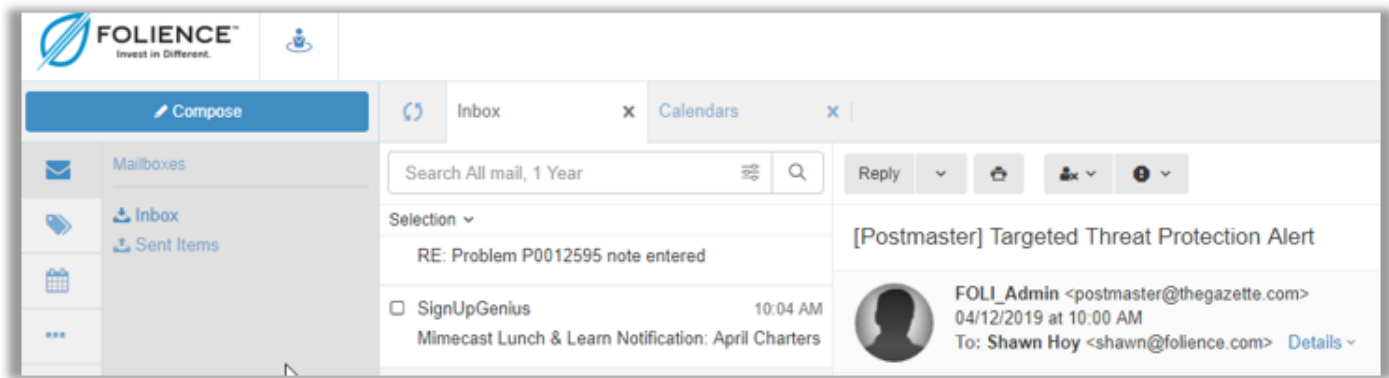 FOLIENCE™
Invest in Different.
Compose
Inbox
Calendars
Mailboxes
Inbox
Sent Items
Search All mail, 1 Year
Selection
RE: Problem P0012595 note entered
SignUpGenius 10:04 AM
Mimecast Lunch & Learn Notification: April Charters
Reply
[Postmaster] Targeted Threat Protection Alert
FOLI_Admin <postmaster@thegazette.com>
04/12/2019 at 10:00 AM
To: Shawn Hoy <shawn@folience.com> Details